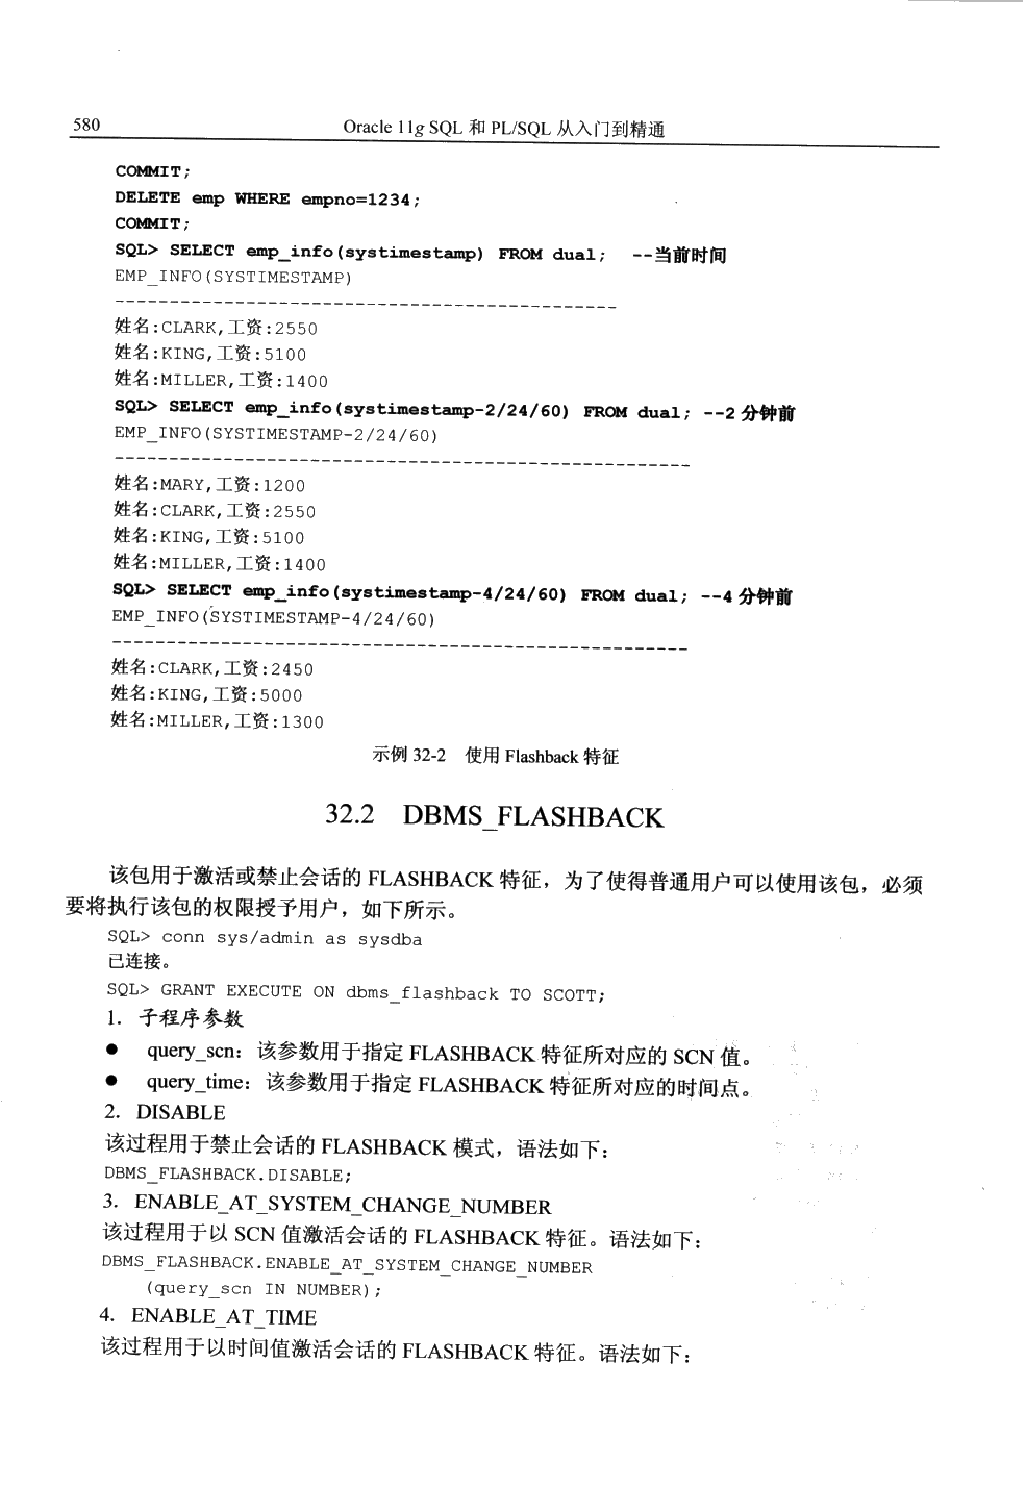 580
Oracle 11g SQL 和 PL/SQL 从入门到精通
COMMIT;
DELETE emp WHERE empno=1234;
COMMIT;
SQL> SELECT emp_info(systimestamp) FROM dual; --当前时间
EMP_INFO(SYSTIMESTAMP)
----------------------------------------------
姓名:CLARK,工资:2550
姓名:KING,工资:5100
姓名:MILLER,工资:1400
SQL> SELECT emp_info(systimestamp-2/24/60) FROM dual; --2 分钟前
EMP_INFO(SYSTIMESTAMP-2/24/60)
-----------------------------------------------------
姓名:MARY,工资:1200
姓名:CLARK,工资:2550
姓名:KING,工资:5100
姓名:MILLER,工资:1400
SQL> SELECT emp_info(systimestamp-4/24/60) FROM dual; --4 分钟前
EMP_INFO(SYSTIMESTAMP-4/24/60)
-----------------------------------------------------
姓名:CLARK,工资:2450
姓名:KING,工资:5000
姓名:MILLER,工资:1300
示例 32-2 使用 Flashback 特征
32.2 DBMS_FLASHBACK
该包用于激活或禁止会话的 FLASHBACK 特征，为了使得普通用户可以使用该包，必须
要将执行该包的权限授予用户，如下所示。
SQL> conn sys/admin as sysdba
已连接。
SQL> GRANT EXECUTE ON dbms_flashback TO SCOTT;
1．子程序参数
● query_scn：该参数用于指定 FLASHBACK 特征所对应的 SCN 值。
● query_time：该参数用于指定 FLASHBACK 特征所对应的时间点。
2．DISABLE
该过程用于禁止会话的 FLASHBACK 模式，语法如下：
DBMS_FLASHBACK.DISABLE;
3．ENABLE_AT_SYSTEM_CHANGE_NUMBER
该过程用于以 SCN 值激活会话的 FLASHBACK 特征。语法如下：
DBMS_FLASHBACK.ENABLE_AT_SYSTEM_CHANGE_NUMBER
(query_scn IN NUMBER);
4．ENABLE_AT_TIME
该过程用于以时间值激活会话的 FLASHBACK 特征。语法如下：